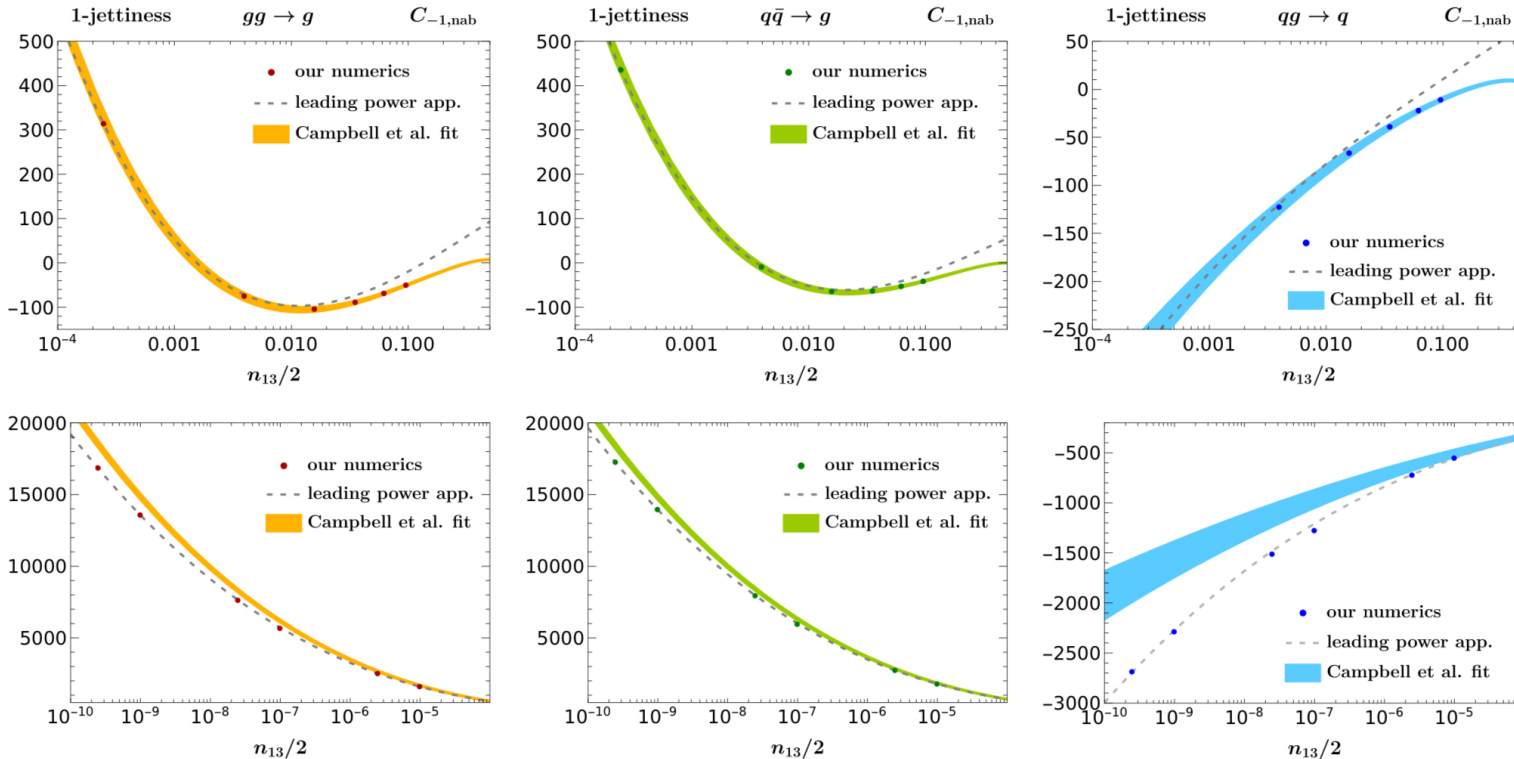 1-jettiness gg → g C₋₁,nab
500
400
300
200
100
0
−100
our numerics
leading power app.
Campbell et al. fit
10⁻⁴ 0.001 0.010 0.100
n₁₃/2
1-jettiness qq̄ → g C₋₁,nab
500
400
300
200
100
0
−100
our numerics
leading power app.
Campbell et al. fit
10⁻⁴ 0.001 0.010 0.100
n₁₃/2
1-jettiness qg → q C₋₁,nab
50
0
−50
−100
−150
−200
−250
our numerics
leading power app.
Campbell et al. fit
10⁻⁴ 0.001 0.010 0.100
n₁₃/2
20000
15000
10000
5000
our numerics
leading power app.
Campbell et al. fit
10⁻¹⁰ 10⁻⁹ 10⁻⁸ 10⁻⁷ 10⁻⁶ 10⁻⁵
n₁₃/2
20000
15000
10000
5000
our numerics
leading power app.
Campbell et al. fit
10⁻¹⁰ 10⁻⁹ 10⁻⁸ 10⁻⁷ 10⁻⁶ 10⁻⁵
n₁₃/2
−500
−1000
−1500
−2000
−2500
−3000
our numerics
leading power app.
Campbell et al. fit
10⁻¹⁰ 10⁻⁹ 10⁻⁸ 10⁻⁷ 10⁻⁶ 10⁻⁵
n₁₃/2